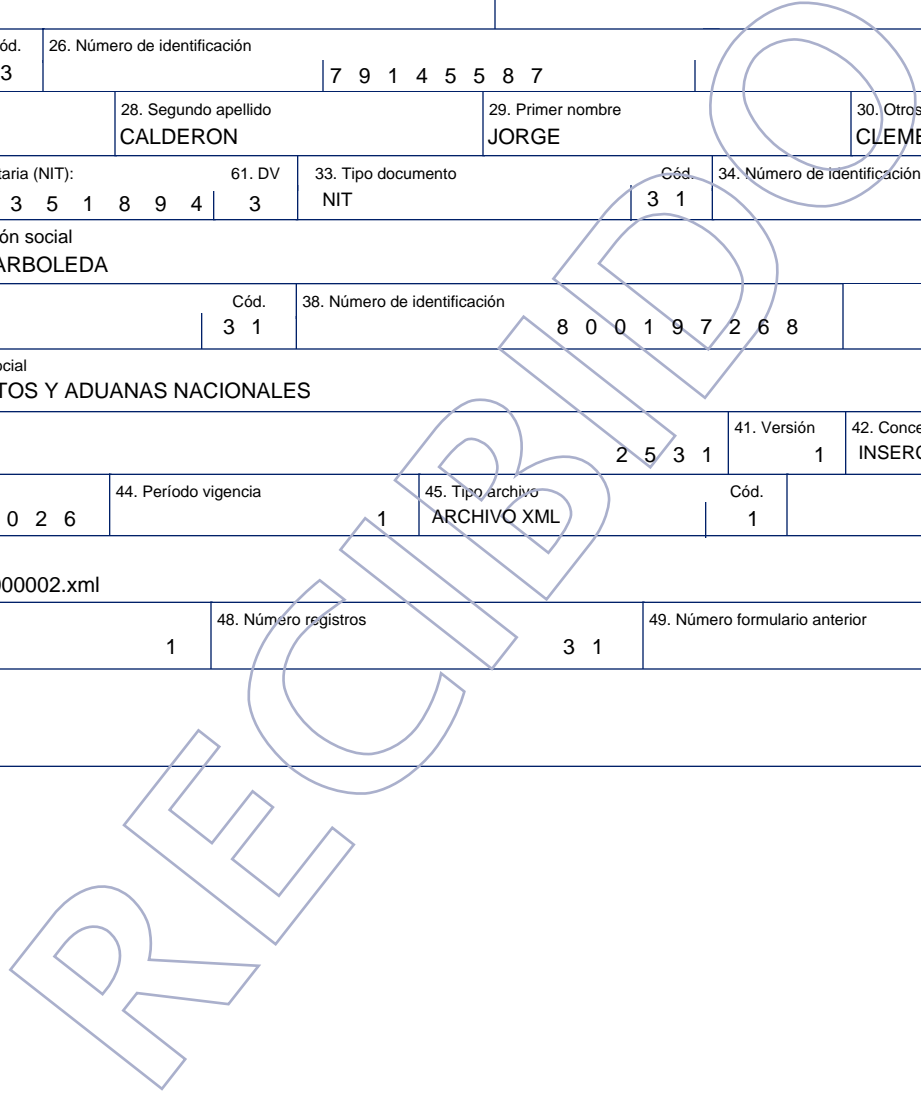 ód. 26. Número de identificación
3 7 9 1 4 5 5 8 7
28. Segundo apellido 29. Primer nombre 30. Otros
CALDERON JORGE CLEME
taria (NIT): 61. DV 33. Tipo documento Cód. 34. Número de identificación
3 5 1 8 9 4 3 NIT 3 1
ón social
ARBOLEDA
Cód. 38. Número de identificación
3 1 8 0 0 1 9 7 2 6 8
ocial
TOS Y ADUANAS NACIONALES
41. Versión 42. Conce
2 5 3 1 1 INSERC
44. Período vigencia 45. Tipo archivo Cód.
0 2 6 1 ARCHIVO XML 1
000002.xml
48. Número registros 49. Número formulario anterior
1 3 1
RECIBIDO